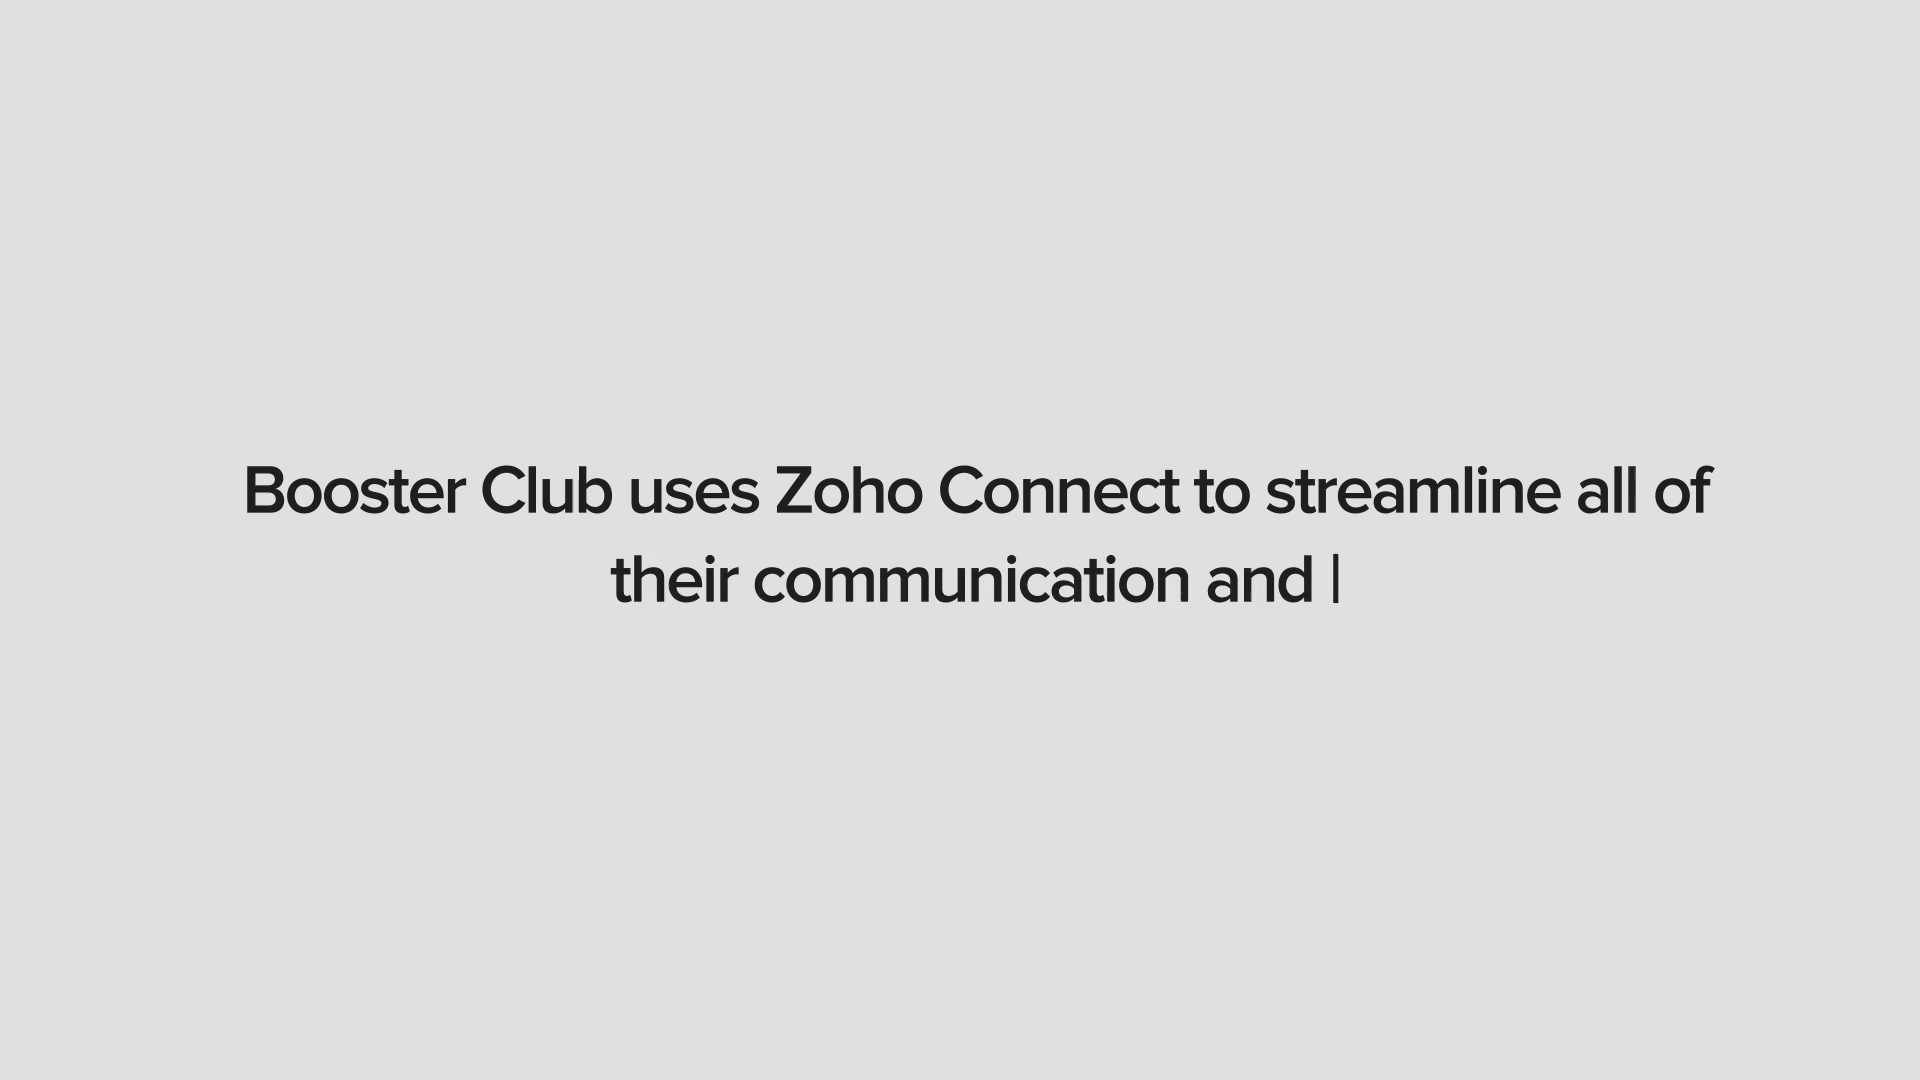 Booster Club uses Zoho Connect to streamline all of
their communication and |